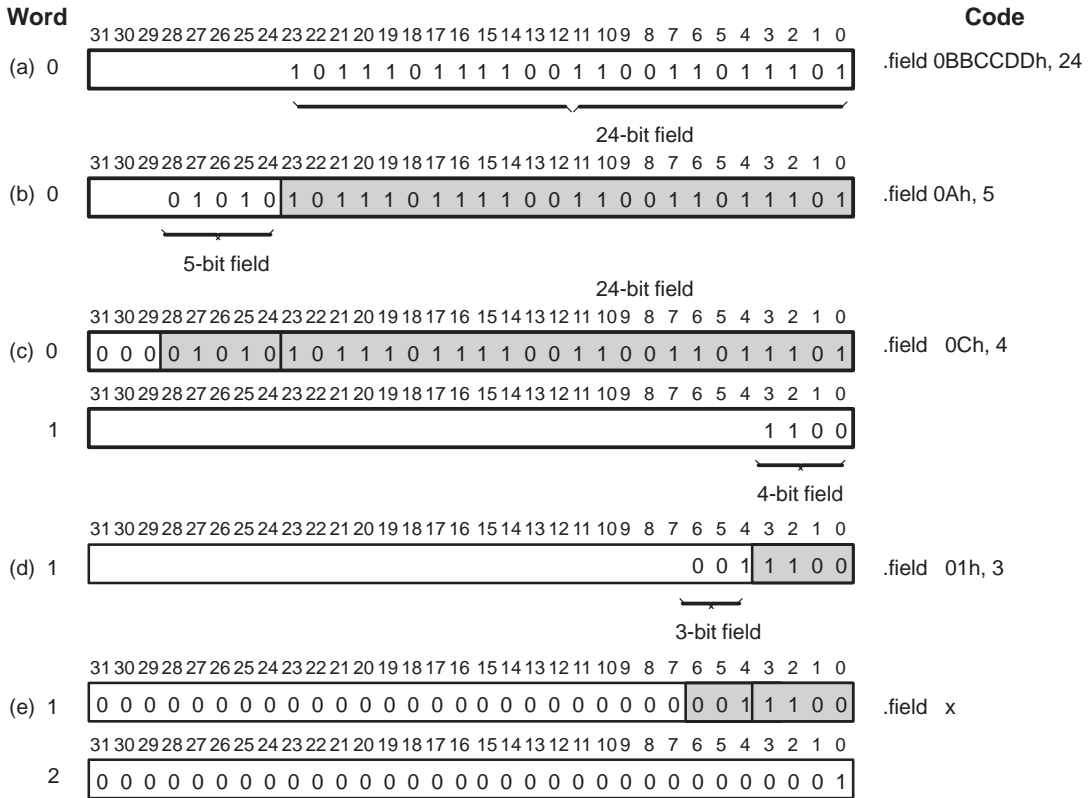 Word Code
31 30 29 28 27 26 25 24 23 22 21 20 19 18 17 16 15 14 13 12 11 10 9 8 7 6 5 4 3 2 1 0
(a) 0 1 0 1 1 1 0 1 1 1 1 0 0 1 1 0 0 1 1 0 1 1 1 0 1 .field 0BBCCDDh, 24
24-bit field
31 30 29 28 27 26 25 24 23 22 21 20 19 18 17 16 15 14 13 12 11 10 9 8 7 6 5 4 3 2 1 0
(b) 0 0 1 0 1 0 1 0 1 1 1 0 1 1 1 1 0 0 1 1 0 0 1 1 0 1 1 1 0 1 .field 0Ah, 5
5-bit field
24-bit field
31 30 29 28 27 26 25 24 23 22 21 20 19 18 17 16 15 14 13 12 11 10 9 8 7 6 5 4 3 2 1 0
(c) 0 0 0 0 0 1 0 1 0 1 0 1 1 1 0 1 1 1 1 0 0 1 1 0 0 1 1 0 1 1 1 0 1 .field 0Ch, 4
31 30 29 28 27 26 25 24 23 22 21 20 19 18 17 16 15 14 13 12 11 10 9 8 7 6 5 4 3 2 1 0
1 1 1 0 0
4-bit field
31 30 29 28 27 26 25 24 23 22 21 20 19 18 17 16 15 14 13 12 11 10 9 8 7 6 5 4 3 2 1 0
(d) 1 0 0 1 1 1 0 0 .field 01h, 3
3-bit field
31 30 29 28 27 26 25 24 23 22 21 20 19 18 17 16 15 14 13 12 11 10 9 8 7 6 5 4 3 2 1 0
(e) 1 0 0 0 0 0 0 0 0 0 0 0 0 0 0 0 0 0 0 0 0 0 0 0 0 0 0 0 1 1 1 0 0 .field x
31 30 29 28 27 26 25 24 23 22 21 20 19 18 17 16 15 14 13 12 11 10 9 8 7 6 5 4 3 2 1 0
2 0 0 0 0 0 0 0 0 0 0 0 0 0 0 0 0 0 0 0 0 0 0 0 0 0 0 0 0 0 0 0 1